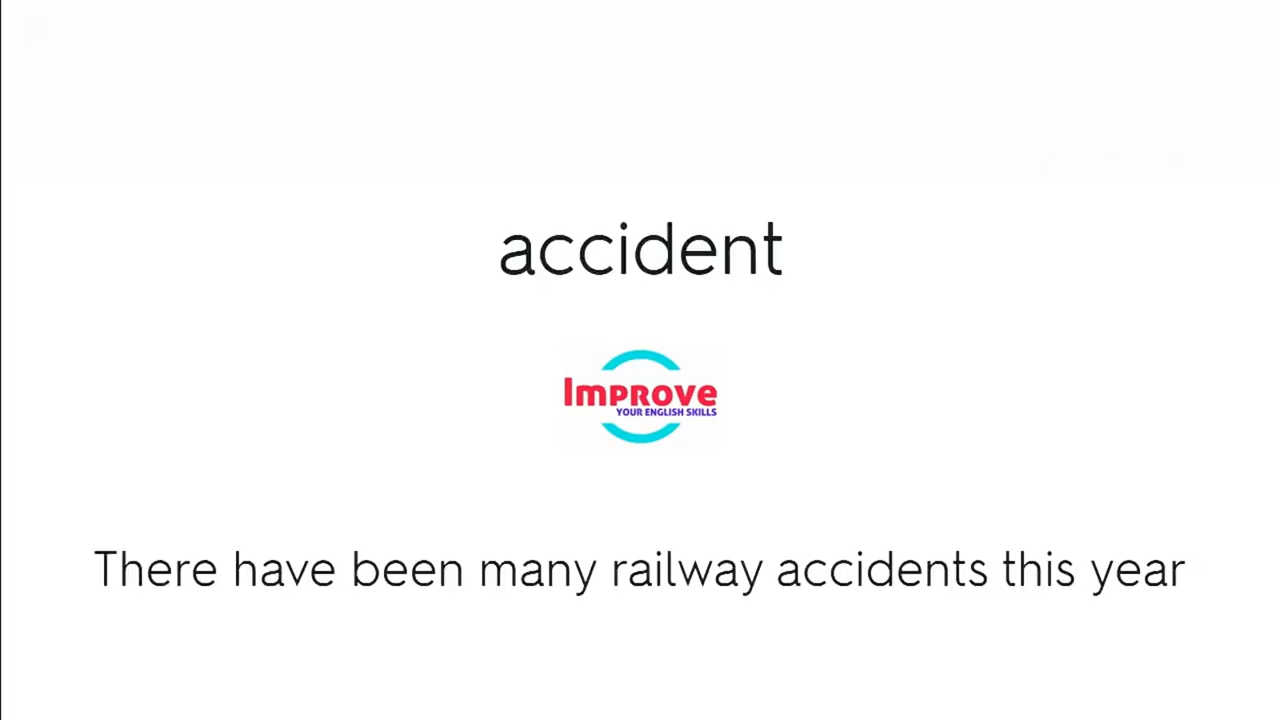 accident
Improve
YOUR ENGLISH SKILLS
There have been many railway accidents this year